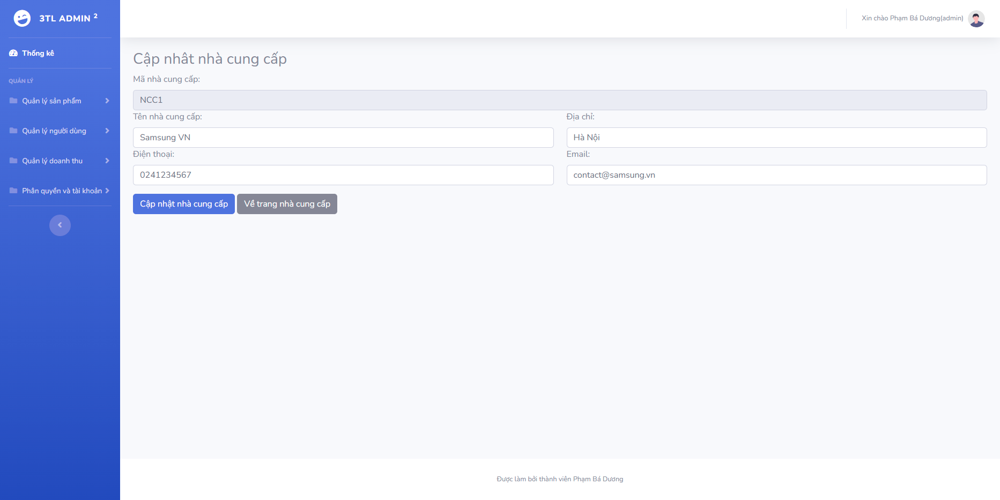 3TL ADMIN 2
Xin chào Phạm Bá Dương(admin)
Thống kê
QUẢN LÝ
Quản lý sản phẩm
Quản lý người dùng
Quản lý doanh thu
Phân quyền và tài khoản
Cập nhât nhà cung cấp
Mã nhà cung cấp:
NCC1
Tên nhà cung cấp:
Địa chỉ:
Samsung VN
Hà Nội
Điện thoại:
Email:
0241234567
contact@samsung.vn
Cập nhật nhà cung cấp
Về trang nhà cung cấp
Được làm bởi thành viên Phạm Bá Dương